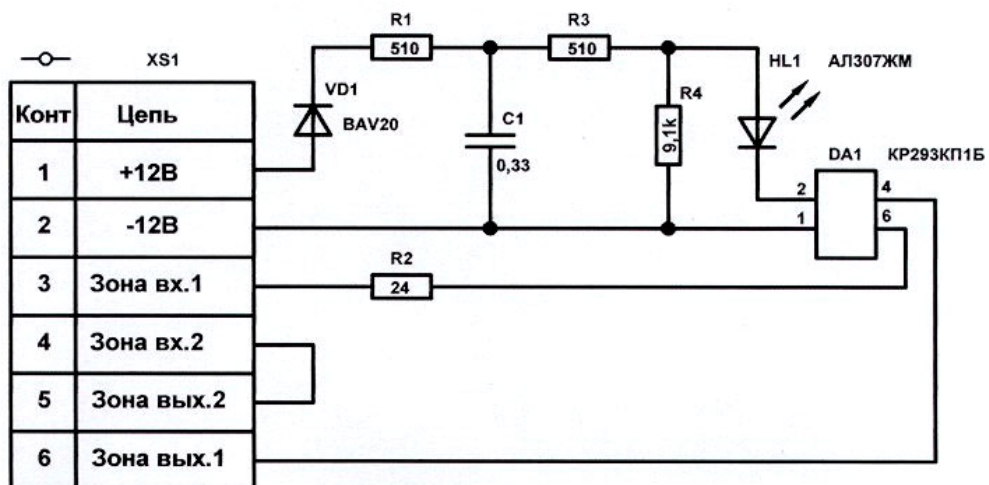 R1
510
R3
510
XS1
Конт Цепь
1 +12В
2 -12В
3 Зона вх.1
4 Зона вх.2
5 Зона вых.2
6 Зона вых.1
VD1
BAV20
C1
0,33
R4
9,1k
HL1 АЛ307ЖМ
DA1 КР293КП1Б
2 4
1 6
R2
24